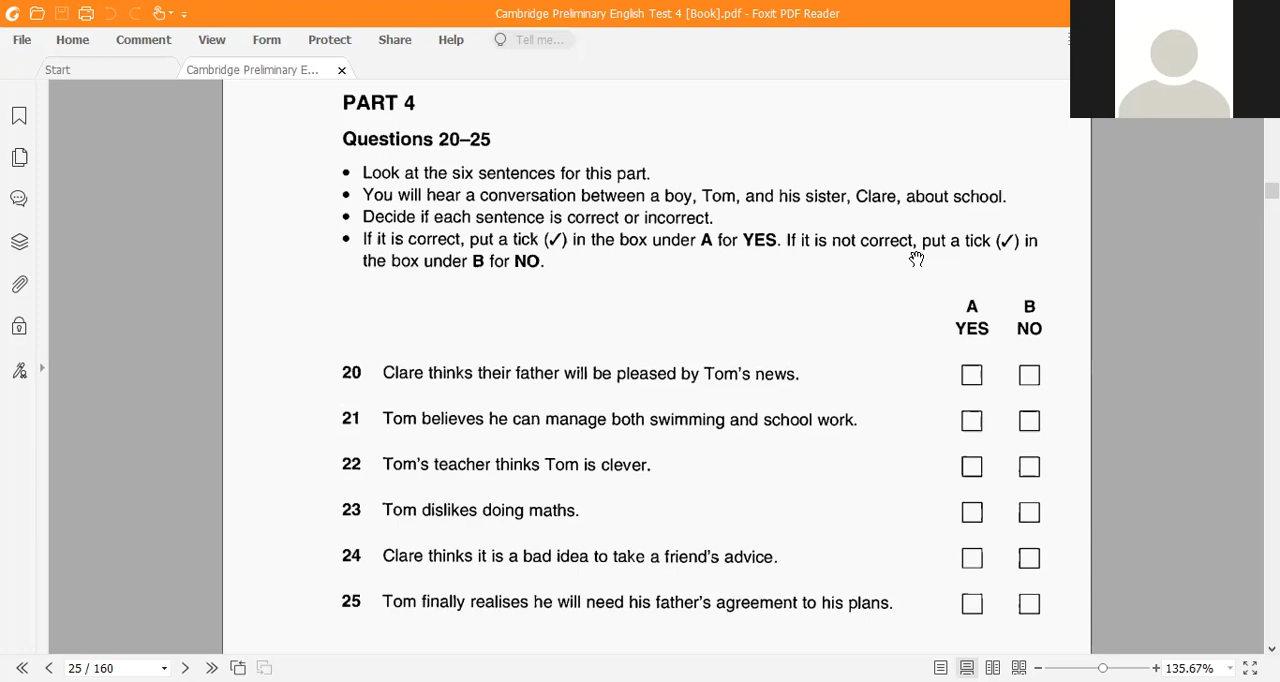 Cambridge Preliminary English Test 4 [Book].pdf - Foxit PDF Reader
File Home Comment View Form Protect Share Help Tell me...
Start Cambridge Preliminary E...
PART 4
Questions 20–25
• Look at the six sentences for this part.
• You will hear a conversation between a boy, Tom, and his sister, Clare, about school.
• Decide if each sentence is correct or incorrect.
• If it is correct, put a tick (✓) in the box under A for YES. If it is not correct, put a tick (✓) in
the box under B for NO.
A B
YES NO
20 Clare thinks their father will be pleased by Tom's news.
21 Tom believes he can manage both swimming and school work.
22 Tom's teacher thinks Tom is clever.
23 Tom dislikes doing maths.
24 Clare thinks it is a bad idea to take a friend's advice.
25 Tom finally realises he will need his father's agreement to his plans.
25 / 160
135.67%